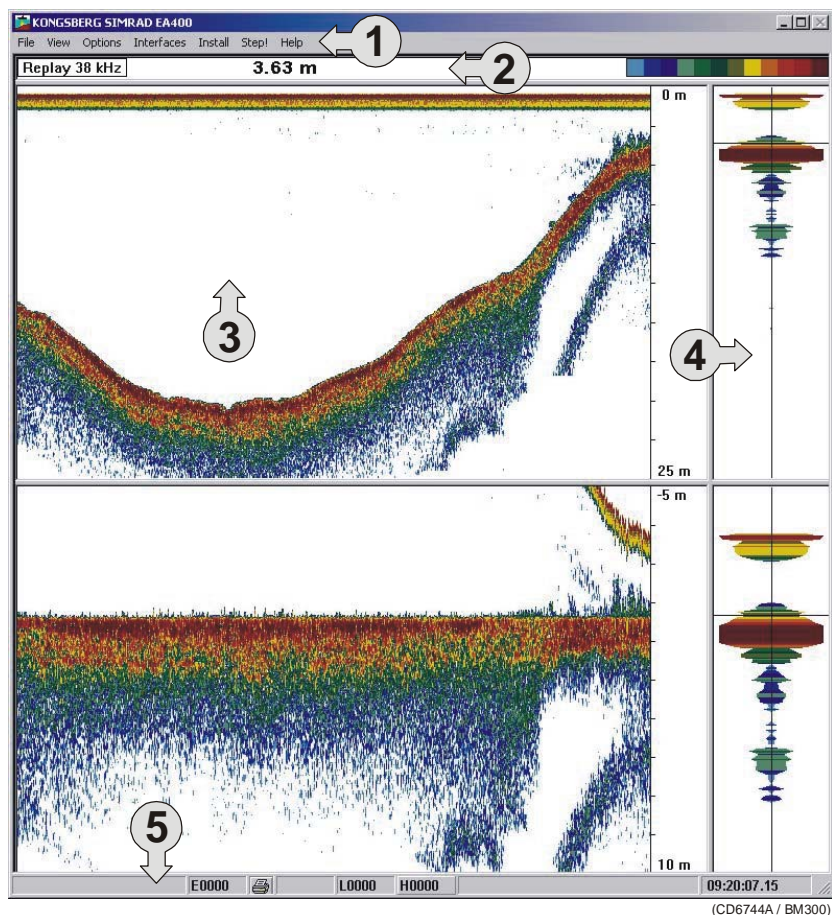 KONGSBERG SIMRAD EA400
File View Options Interfaces Install Step! Help
1
Replay 38 kHz 3.63 m
2
0 m
3
4
25 m
-5 m
10 m
5
E0000 L0000 H0000 09:20:07.15
(CD6744A / BM300)